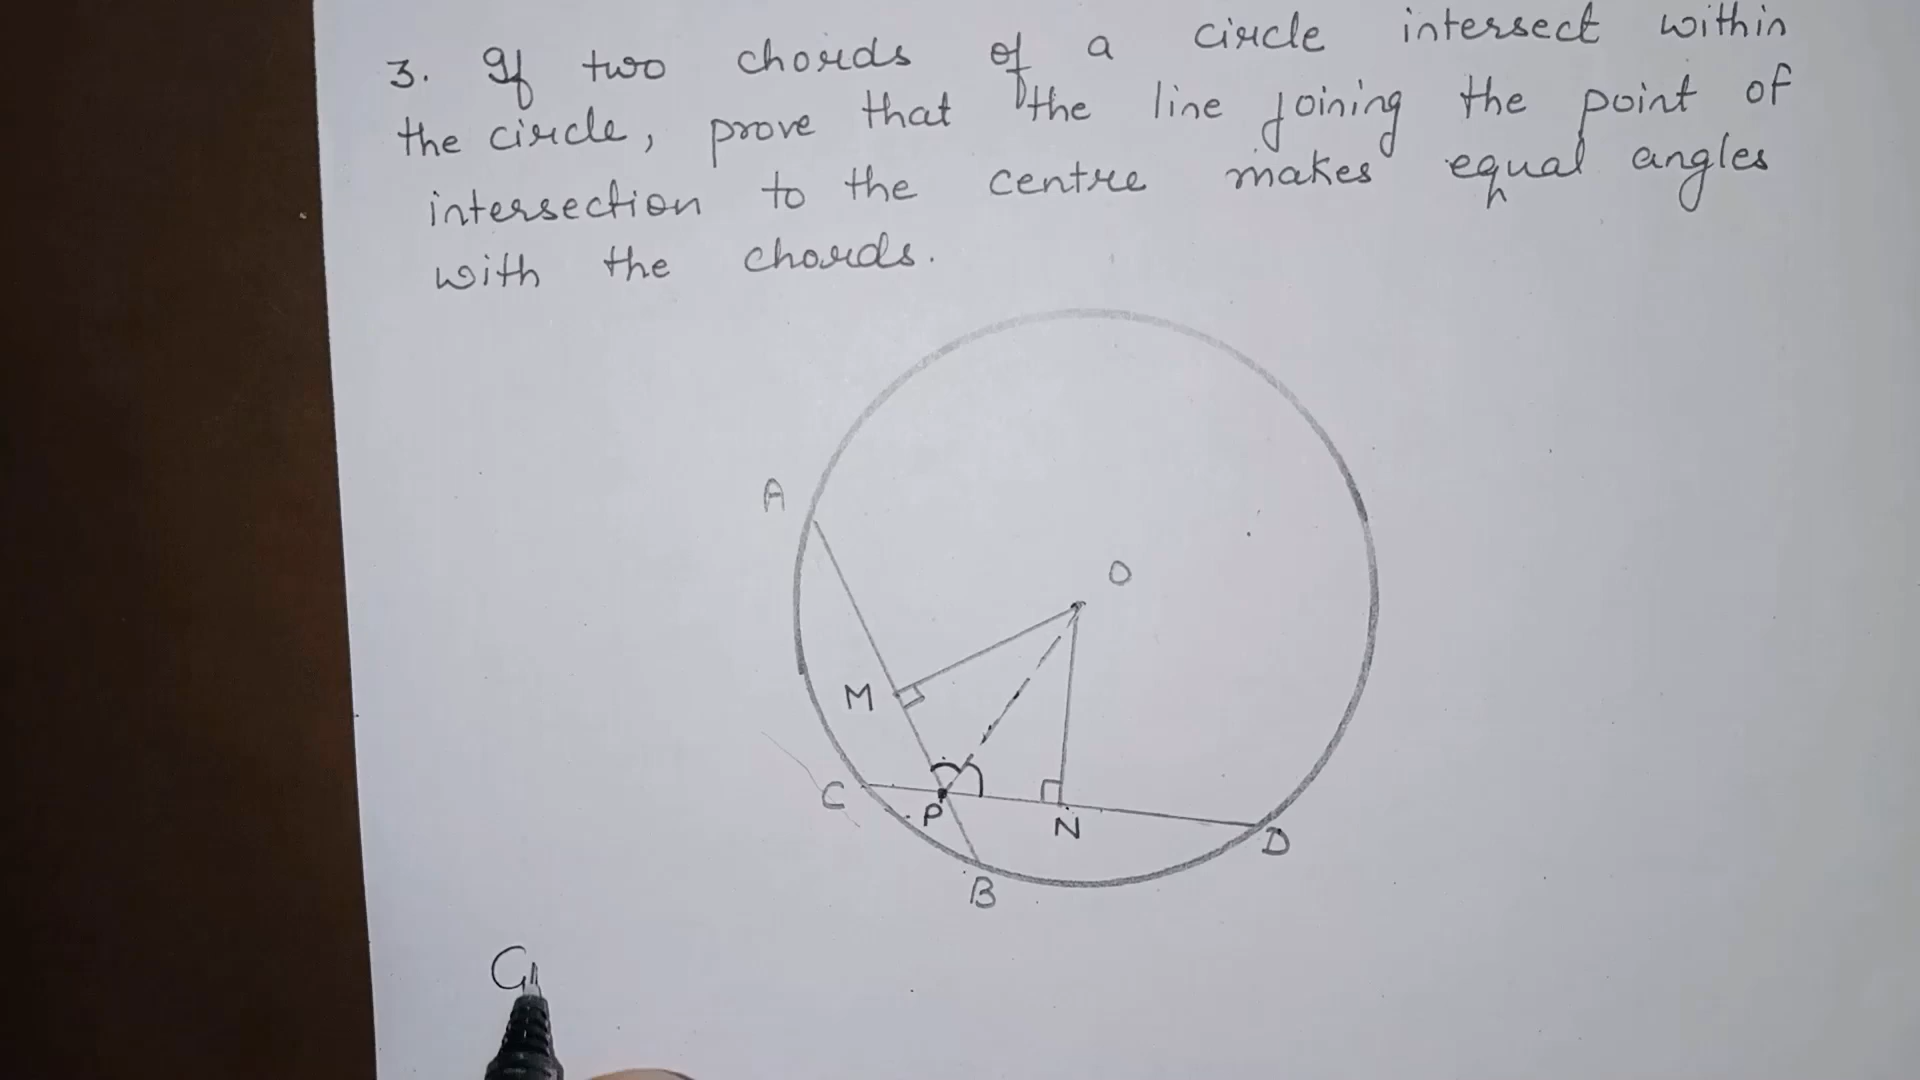 3. If two chords of a circle intersect within
the circle, prove that the line joining the point of
intersection to the centre makes equal angles
with the chords.
A
O
M
C
P
N
D
B
G